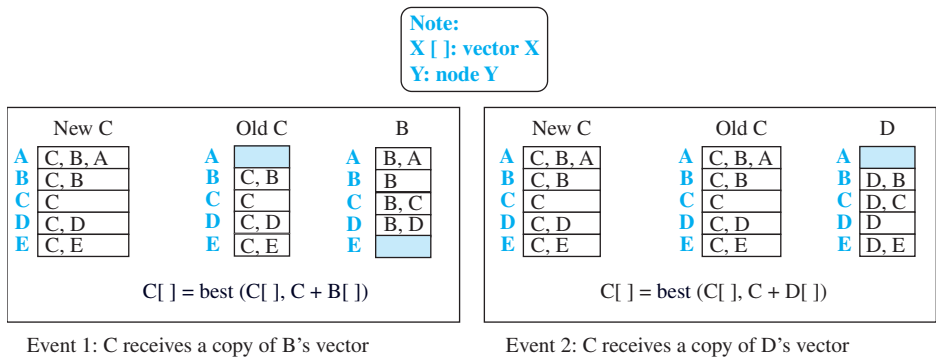 Note:
X [ ]: vector X
Y: node Y
New C
Old C
B
A C, B, A
B C, B
C C
D C, D
E C, E
A
B C, B
C C
D C, D
E C, E
A B, A
B B
C B, C
D B, D
E
C[ ] = best (C[ ], C + B[ ])
Event 1: C receives a copy of B’s vector
New C
Old C
D
A C, B, A
B C, B
C C
D C, D
E C, E
A C, B, A
B C, B
C C
D C, D
E C, E
A
B D, B
C D, C
D D
E D, E
C[ ] = best (C[ ], C + D[ ])
Event 2: C receives a copy of D’s vector